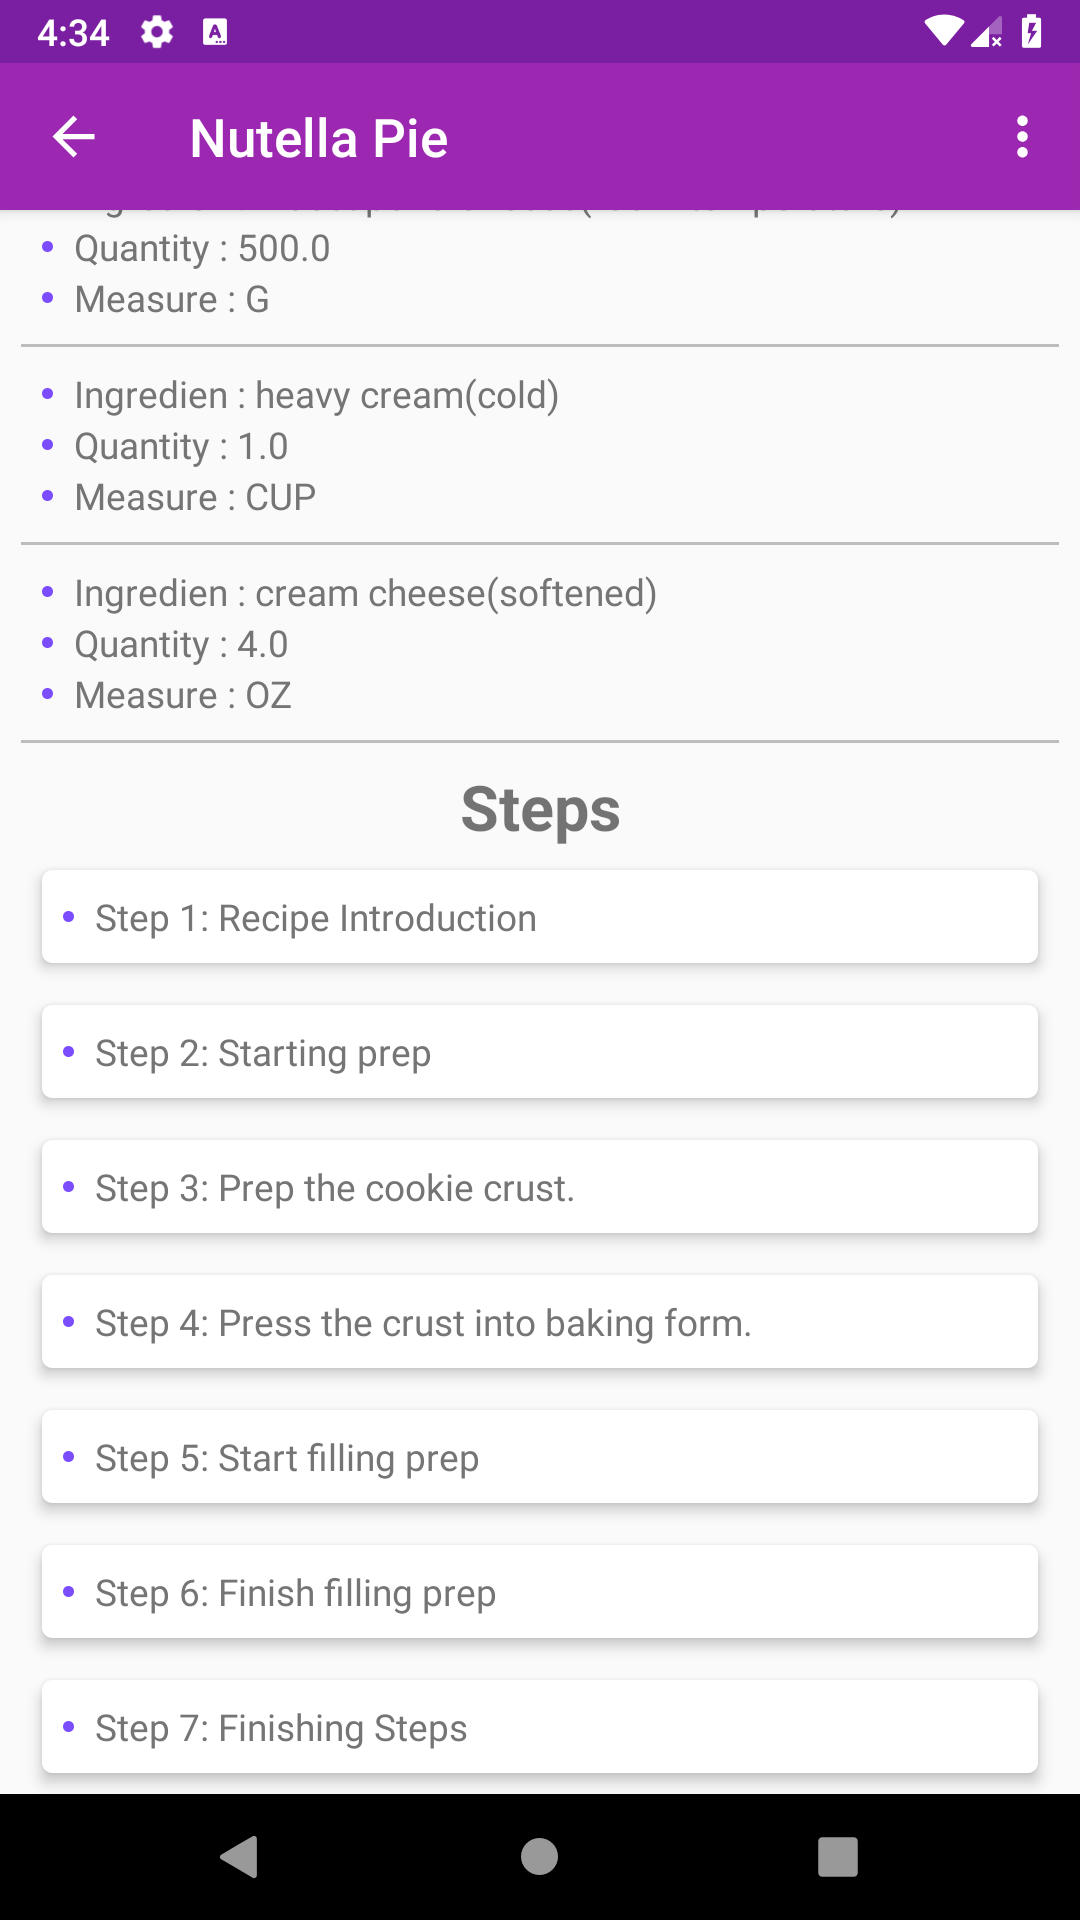 4:34
Nutella Pie
Quantity : 500.0
Measure : G
Ingredien : heavy cream(cold)
Quantity : 1.0
Measure : CUP
Ingredien : cream cheese(softened)
Quantity : 4.0
Measure : OZ
Steps
Step 1: Recipe Introduction
Step 2: Starting prep
Step 3: Prep the cookie crust.
Step 4: Press the crust into baking form.
Step 5: Start filling prep
Step 6: Finish filling prep
Step 7: Finishing Steps